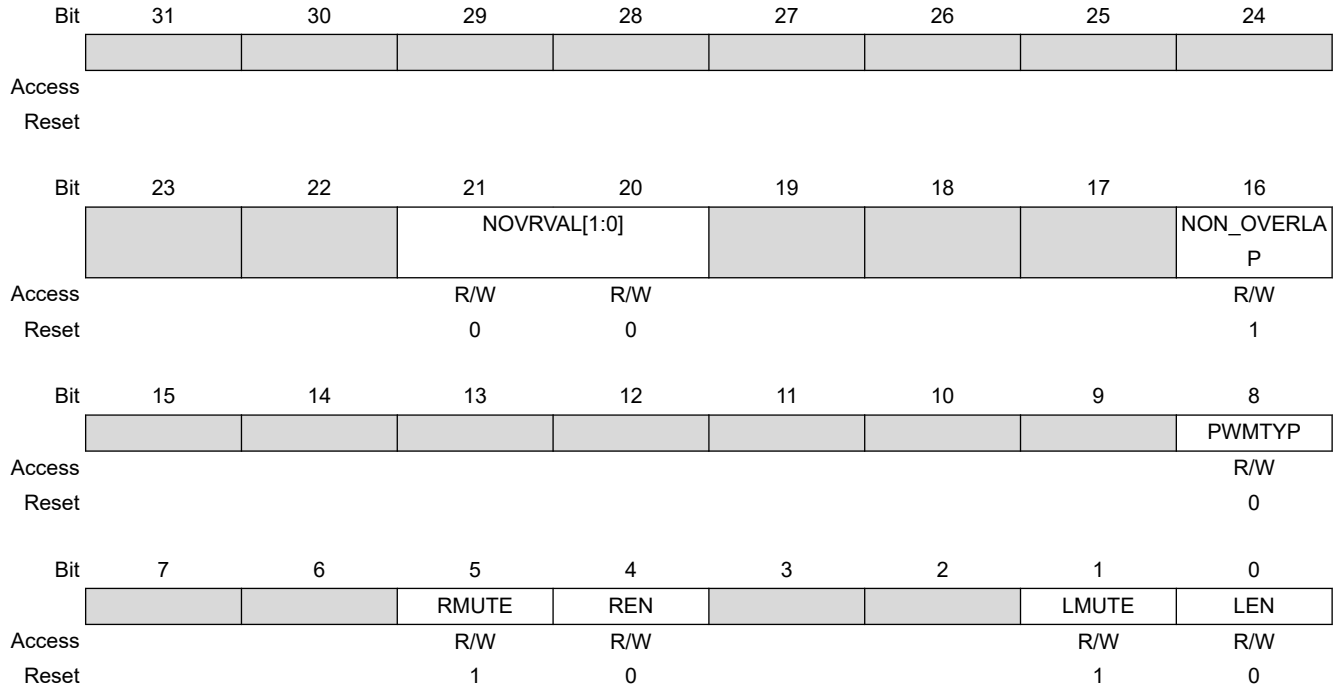 Bit 31 30 29 28 27 26 25 24
Access
Reset
Bit 23 22 21 20 19 18 17 16
NOVRVAL[1:0] NON_OVERLA
P
Access R/W R/W R/W
Reset 0 0 1
Bit 15 14 13 12 11 10 9 8
PWMTYP
Access R/W
Reset 0
Bit 7 6 5 4 3 2 1 0
RMUTE REN LMUTE LEN
Access R/W R/W R/W R/W
Reset 1 0 1 0